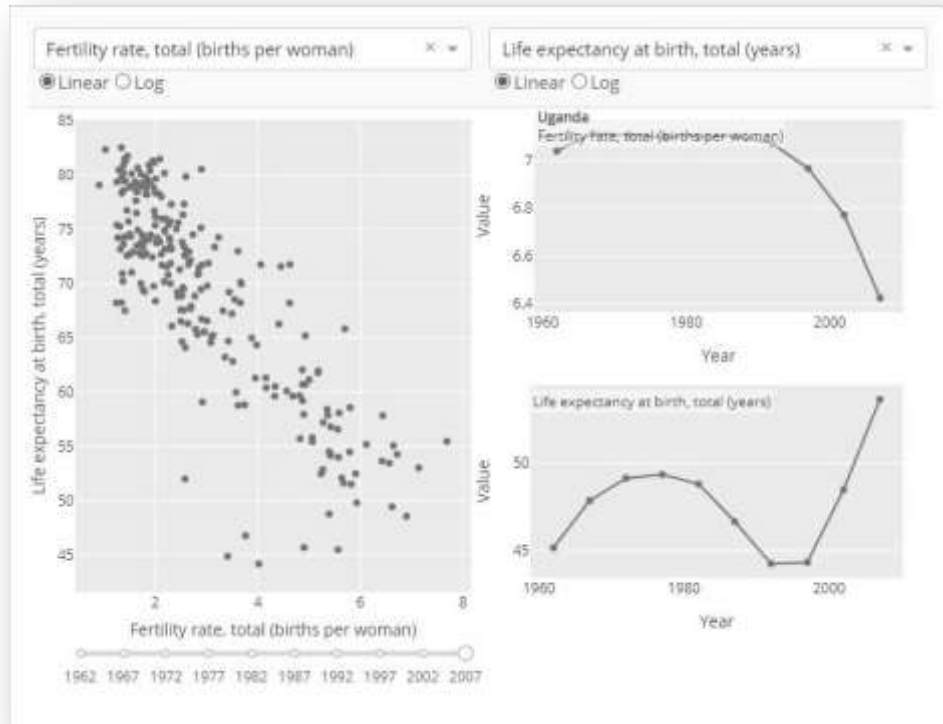 Fertility rate, total (births per woman) ×
Life expectancy at birth, total (years) ×
Linear Log
Linear Log
85
80
75
70
65
60
55
50
45
Life expectancy at birth, total (years)
2 4 6 8
Fertility rate, total (births per woman)
1962 1967 1972 1977 1982 1987 1992 1997 2002 2007
Uganda
Fertility rate, total (births per woman)
7
6.8
6.6
6.4
Value
1960 1980 2000
Year
Life expectancy at birth, total (years)
50
45
Value
1960 1980 2000
Year